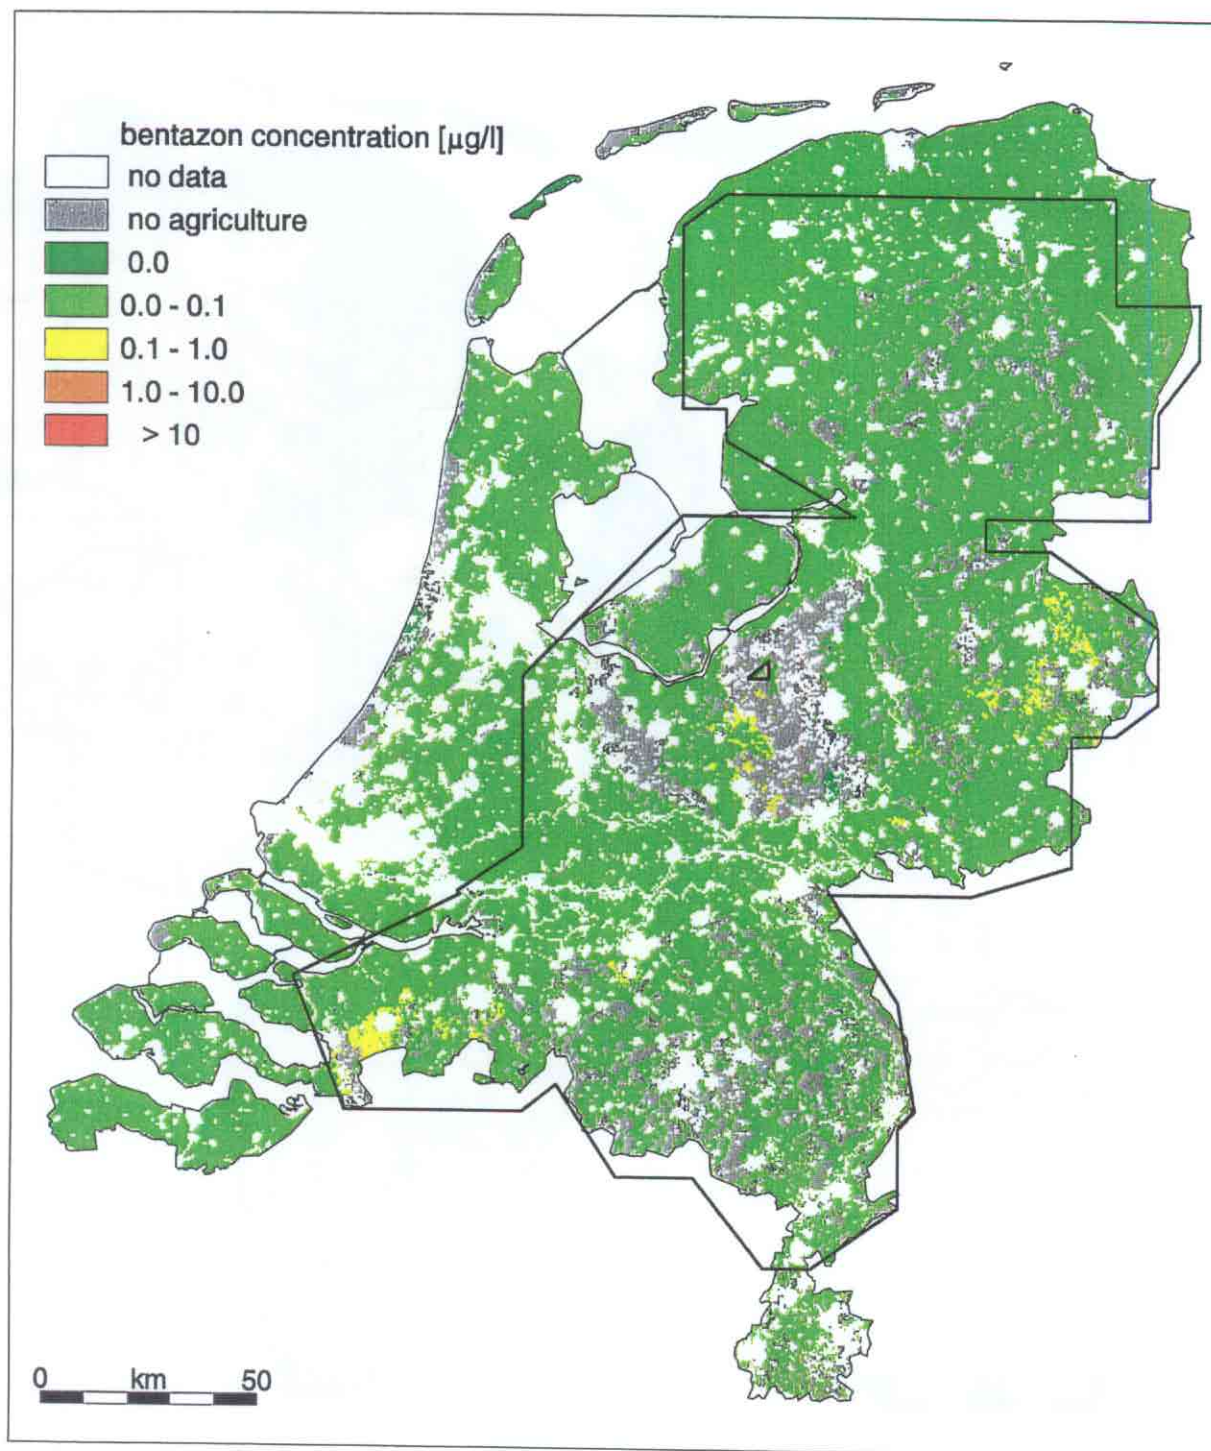 bentazon concentration [µg/l]
no data
no agriculture
0.0
0.0 - 0.1
0.1 - 1.0
1.0 - 10.0
> 10
0 km 50